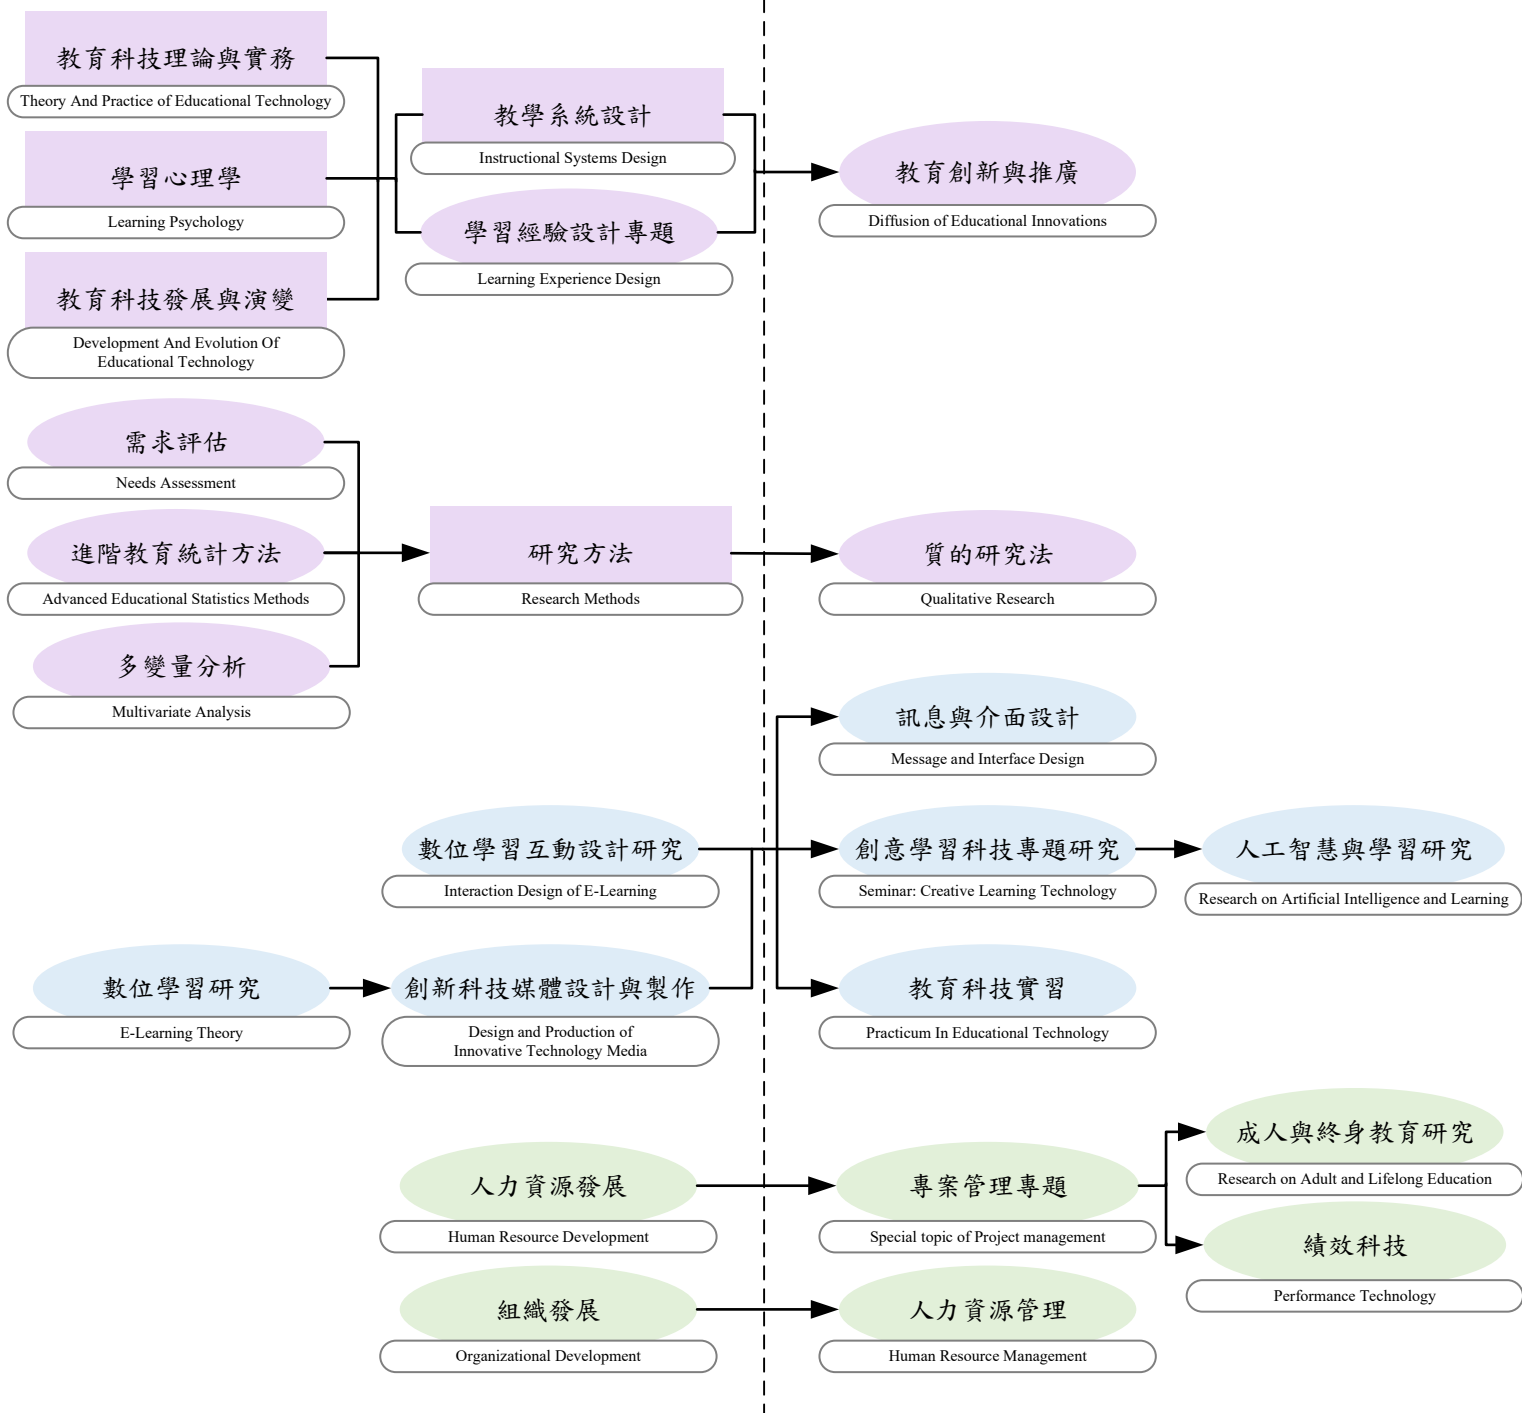 教育科技理論與實務
Theory And Practice of Educational Technology
學習心理學
Learning Psychology
教育科技發展與演變
Development And Evolution Of
Educational Technology
教學系統設計
Instructional Systems Design
學習經驗設計專題
Learning Experience Design
教育創新與推廣
Diffusion of Educational Innovations
需求評估
Needs Assessment
進階教育統計方法
Advanced Educational Statistics Methods
多變量分析
Multivariate Analysis
研究方法
Research Methods
質的研究法
Qualitative Research
訊息與介面設計
Message and Interface Design
數位學習互動設計研究
Interaction Design of E-Learning
創意學習科技專題研究
Seminar: Creative Learning Technology
人工智慧與學習研究
Research on Artificial Intelligence and Learning
數位學習研究
E-Learning Theory
創新科技媒體設計與製作
Design and Production of
Innovative Technology Media
教育科技實習
Practicum In Educational Technology
人力資源發展
Human Resource Development
專案管理專題
Special topic of Project management
成人與終身教育研究
Research on Adult and Lifelong Education
績效科技
Performance Technology
組織發展
Organizational Development
人力資源管理
Human Resource Management